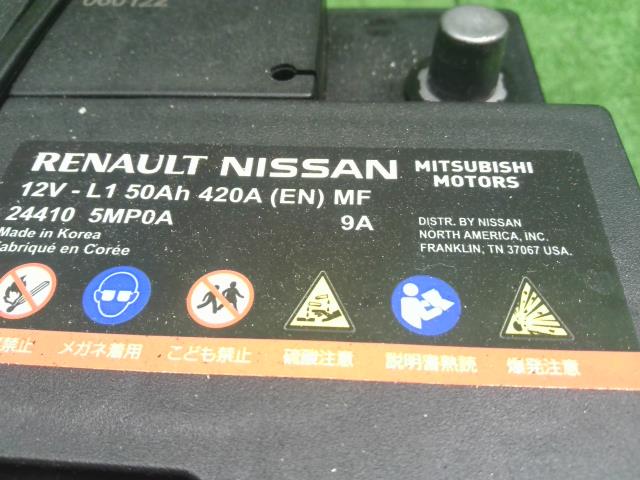 060122
RENAULT NISSAN MITSUBISHI MOTORS
12V - L1 50Ah 420A (EN) MF
24410 5MP0A 9A
Made in Korea
Fabriqué en Corée
DISTR. BY NISSAN
NORTH AMERICA, INC.
FRANKLIN, TN 37067 USA.
禁止 メガネ着用 こども禁止 硫酸注意 説明書熟読 爆発注意